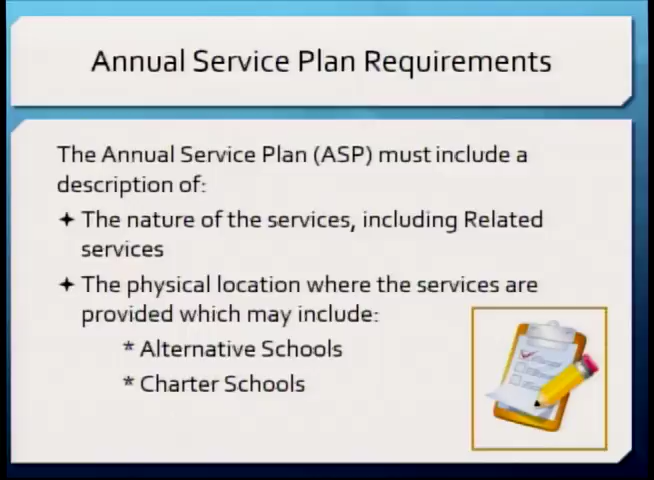 Annual Service Plan Requirements
The Annual Service Plan (ASP) must include a
description of:
The nature of the services, including Related
services
The physical location where the services are
provided which may include:
* Alternative Schools
* Charter Schools